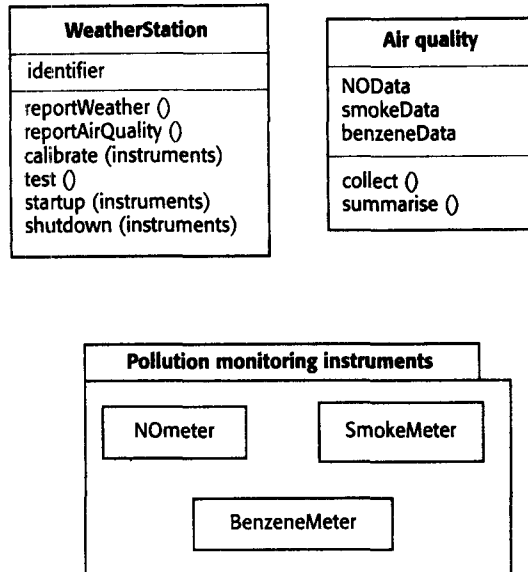 WeatherStation
identifier
reportWeather ()
reportAirQuality ()
calibrate (instruments)
test ()
startup (instruments)
shutdown (instruments)
Air quality
NOData
smokeData
benzeneData
collect ()
summarise ()
Pollution monitoring instruments
NOmeter
SmokeMeter
BenzeneMeter